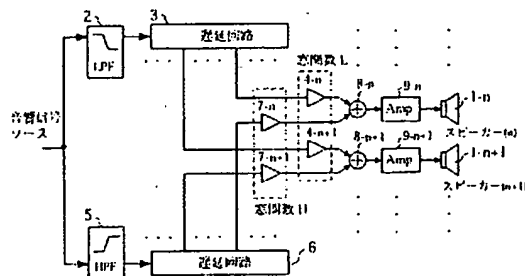 2
3
遅延回路
LPF
窓関数 L
4-n
8-n
9-n
1-n
7-n
Amp
音響信号
ソース
スピーカー(n)
4-n+1
8-n+1
9-n+1
1-n+1
7-n+1
Amp
スピーカー(n+1)
窓関数 H
5
HPF
遅延回路
6